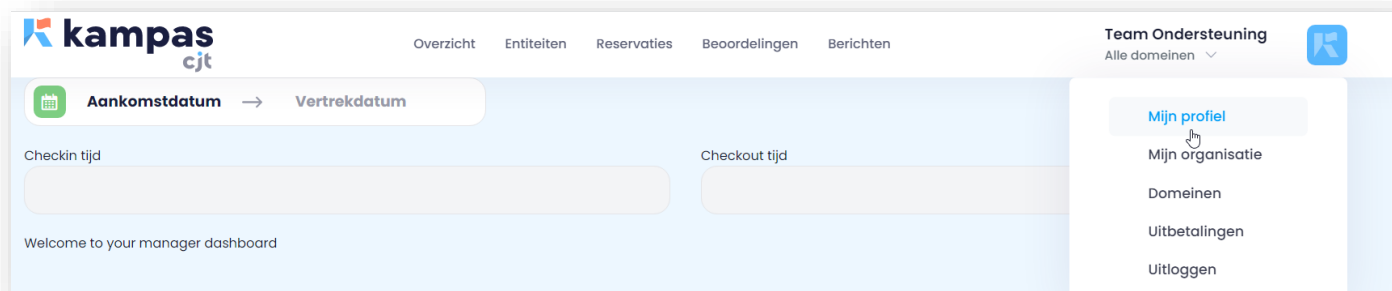 kampas
cjt
Overzicht Entiteiten Reservaties Beoordelingen Berichten
Team Ondersteuning
Alle domeinen
Aankomstdatum → Vertrekdatum
Mijn profiel
Mijn organisatie
Domeinen
Uitbetalingen
Uitloggen
Checkin tijd
Checkout tijd
Welcome to your manager dashboard